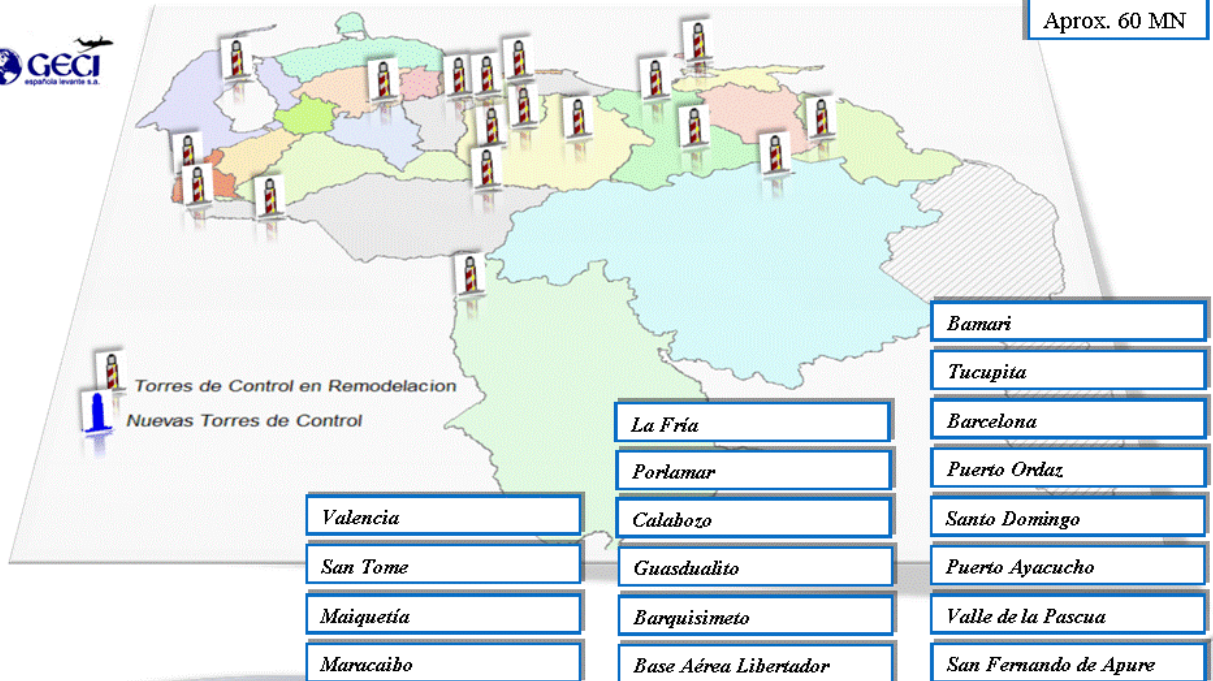 Aprox. 60 MN
GECI
española levante s.a.
Torres de Control en Remodelacion
Nuevas Torres de Control
Valencia
San Tome
Maiquetía
Maracaibo
La Fría
Porlamar
Calabozo
Guasdualito
Barquisimeto
Base Aérea Libertador
Bamari
Tucupita
Barcelona
Puerto Ordaz
Santo Domingo
Puerto Ayacucho
Valle de la Pascua
San Fernando de Apure